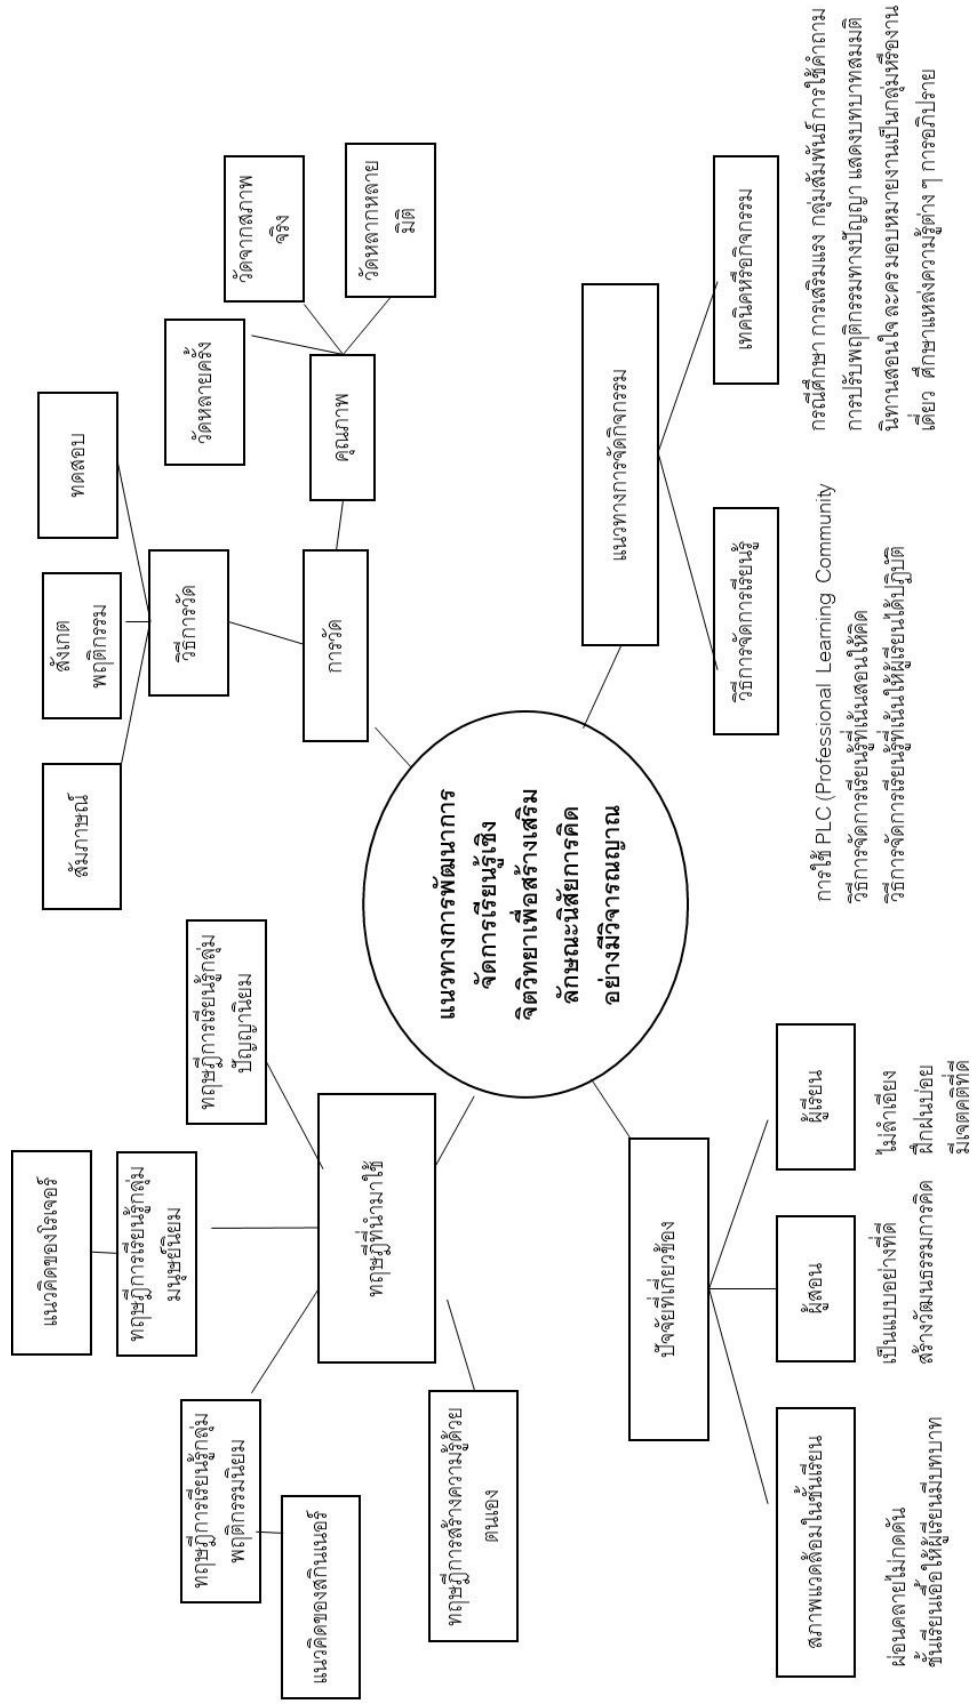 แนวคิดของโรเจอร์
ทฤษฎีการเรียนรู้กลุ่ม
มนุษย์นิยม
ทฤษฎีการเรียนรู้กลุ่ม
พฤติกรรมนิยม
แนวคิดของสกินเนอร์
ทฤษฎีการเรียนรู้กลุ่ม
ปัญญานิยม
ทฤษฎีที่นำมาใช้
ทฤษฎีการสร้างความรู้ด้วย
ตนเอง
สัมภาษณ์
สังเกต
พฤติกรรม
ทดสอบ
วิธีการวัด
การวัด
คุณภาพ
วัดหลายครั้ง
วัดจากสภาพ
จริง
วัดหลากหลาย
มิติ
แนวทางการพัฒนาการ
จัดการเรียนรู้เชิง
จิตวิทยาเพื่อสร้างเสริม
ลักษณะนิสัยการคิด
อย่างมีวิจารณญาณ
ปัจจัยที่เกี่ยวข้อง
สภาพแวดล้อมในชั้นเรียน
ผ่อนคลายไม่กดดัน
ชั้นเรียนเอื้อให้ผู้เรียนมีบทบาท
ผู้สอน
เป็นแบบอย่างที่ดี
สร้างวัฒนธรรมการคิด
ผู้เรียน
ไม่ลำเอียง
ฝึกฝนบ่อย
มีเจตคติที่ดี
แนวทางการจัดกิจกรรม
วิธีการจัดการเรียนรู้
การใช้ PLC (Professional Learning Community
วิธีการจัดการเรียนรู้ที่เน้นสอนให้คิด
วิธีการจัดการเรียนรู้ที่เน้นให้ผู้เรียนได้ปฏิบัติ
เทคนิคหรือกิจกรรม
กรณีศึกษา การเสริมแรง กลุ่มสัมพันธ์ การใช้คำถาม
การปรับพฤติกรรมทางปัญญา แสดงบทบาทสมมติ
นิทานสอนใจ ละคร มอบหมายงานเป็นกลุ่มหรืองาน
เดี่ยว ศึกษาแหล่งความรู้ต่าง ๆ การอภิปราย